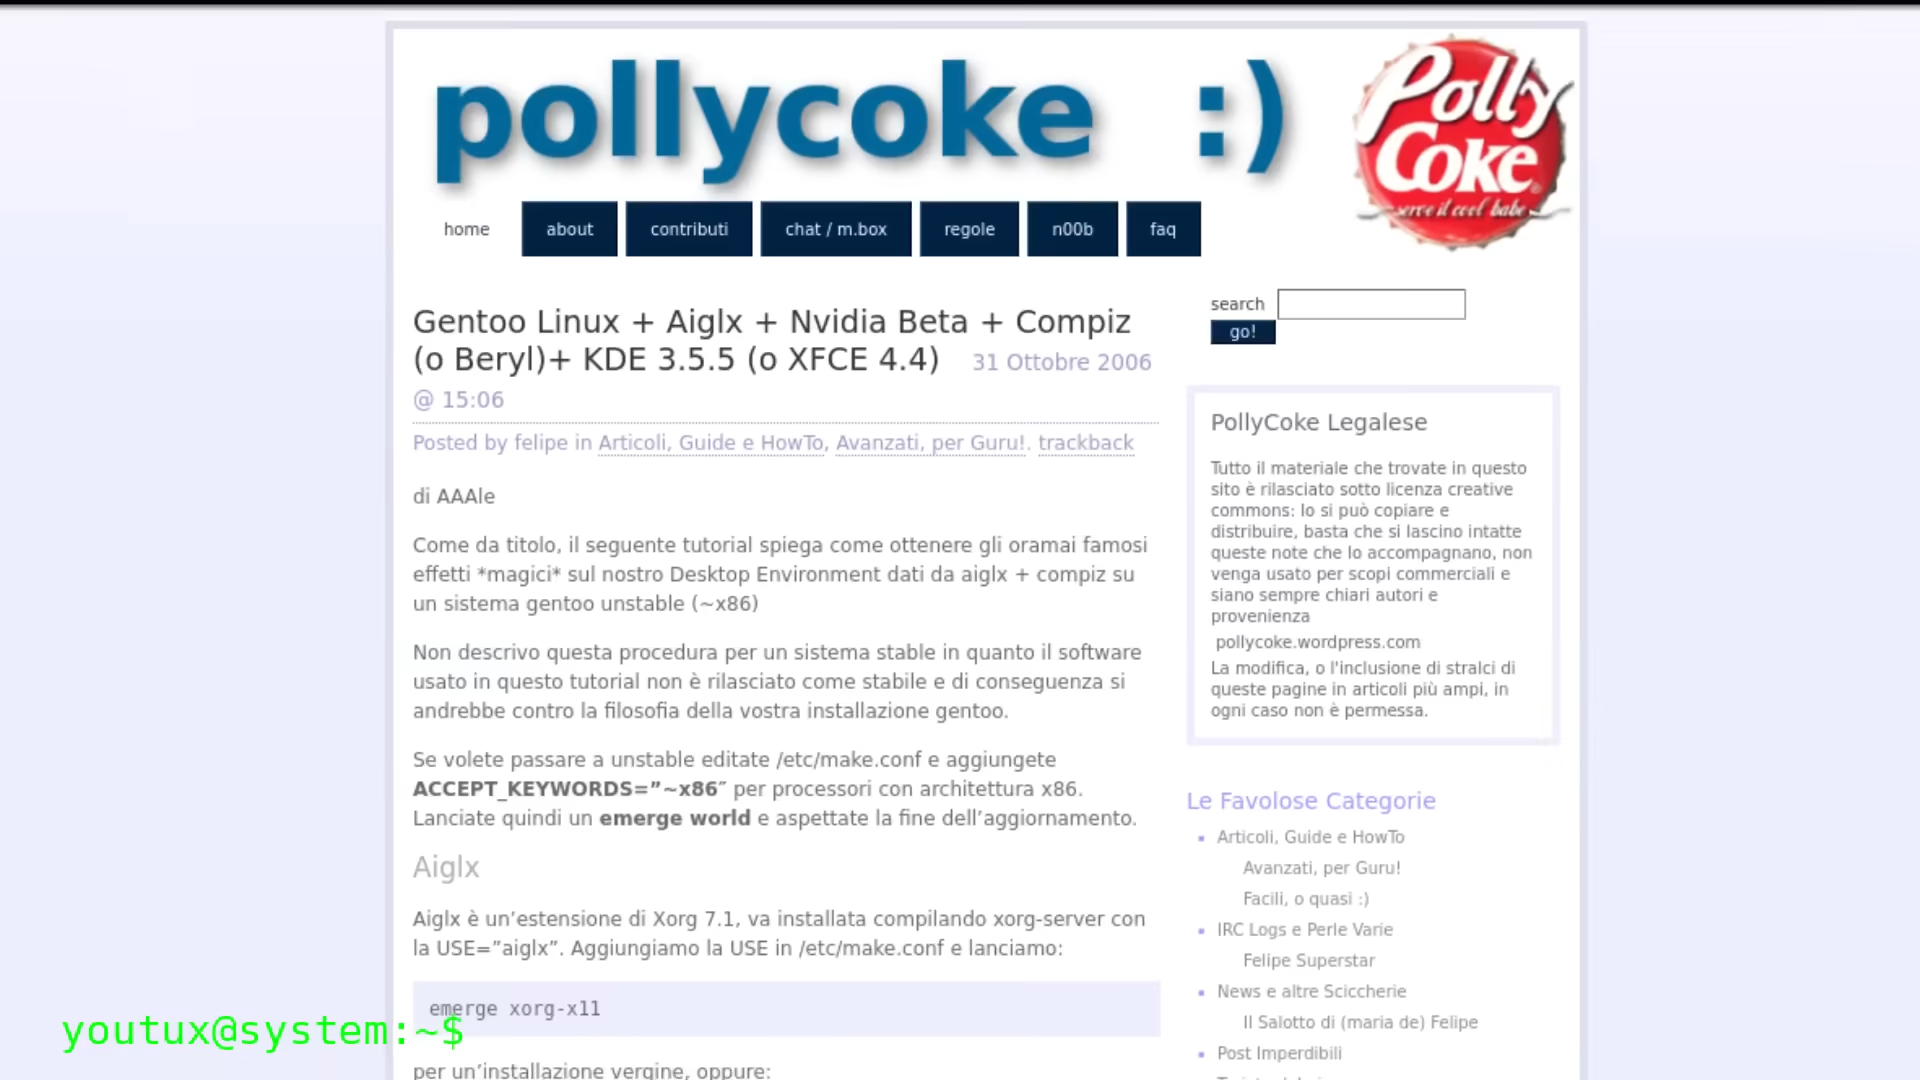 pollycoke :)
Polly
Coke
serve it cool babe
home about contributi chat / m.box regole n00b faq
Gentoo Linux + Aiglx + Nvidia Beta + Compiz
(o Beryl)+ KDE 3.5.5 (o XFCE 4.4) 31 Ottobre 2006
@ 15:06
Posted by felipe in Articoli, Guide e HowTo, Avanzati, per Guru!. trackback
di AAAle
Come da titolo, il seguente tutorial spiega come ottenere gli oramai famosi
effetti *magici* sul nostro Desktop Environment dati da aiglx + compiz su
un sistema gentoo unstable (~x86)
Non descrivo questa procedura per un sistema stable in quanto il software
usato in questo tutorial non è rilasciato come stabile e di conseguenza si
andrebbe contro la filosofia della vostra installazione gentoo.
Se volete passare a unstable editate /etc/make.conf e aggiungete
ACCEPT_KEYWORDS=”~x86″ per processori con architettura x86.
Lanciate quindi un emerge world e aspettate la fine dell’aggiornamento.
Aiglx
Aiglx è un’estensione di Xorg 7.1, va installata compilando xorg-server con
la USE=”aiglx”. Aggiungiamo la USE in /etc/make.conf e lanciamo:
emerge xorg-x11
per un’installazione vergine, oppure:
search
go!
PollyCoke Legalese
Tutto il materiale che trovate in questo
sito è rilasciato sotto licenza creative
commons: lo si può copiare e
distribuire, basta che si lascino intatte
queste note che lo accompagnano, non
venga usato per scopi commerciali e
siano sempre chiari autori e
provenienza
pollycoke.wordpress.com
La modifica, o l'inclusione di stralci di
queste pagine in articoli più ampi, in
ogni caso non è permessa.
Le Favolose Categorie
Articoli, Guide e HowTo
Avanzati, per Guru!
Facili, o quasi :)
IRC Logs e Perle Varie
Felipe Superstar
News e altre Sciccherie
Il Salotto di (maria de) Felipe
Post Imperdibili
youtux@system:~$